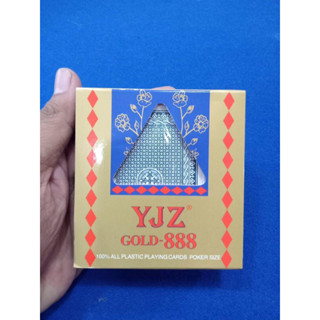 YJZ®
GOLD-888
100% ALL PLASTIC PLAYING CARDS POKER SIZE